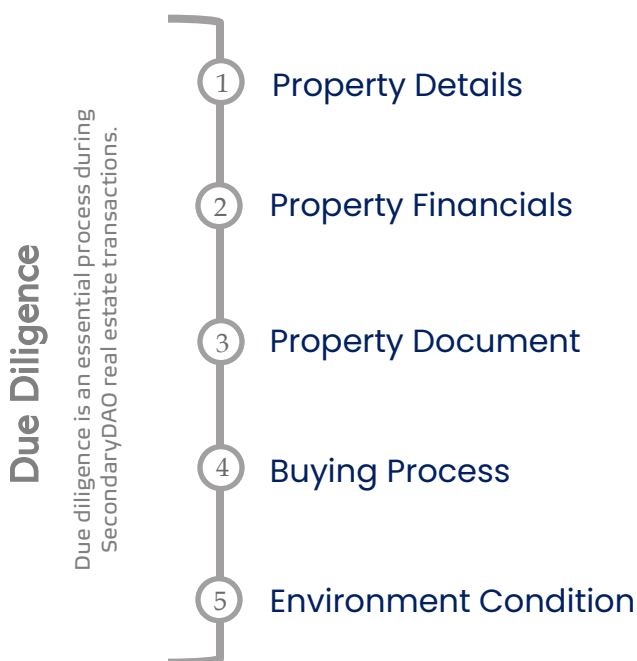 Due Diligence
Due diligence is an essential process during
SecondaryDAO real estate transactions.
1 Property Details
2 Property Financials
3 Property Document
4 Buying Process
5 Environment Condition